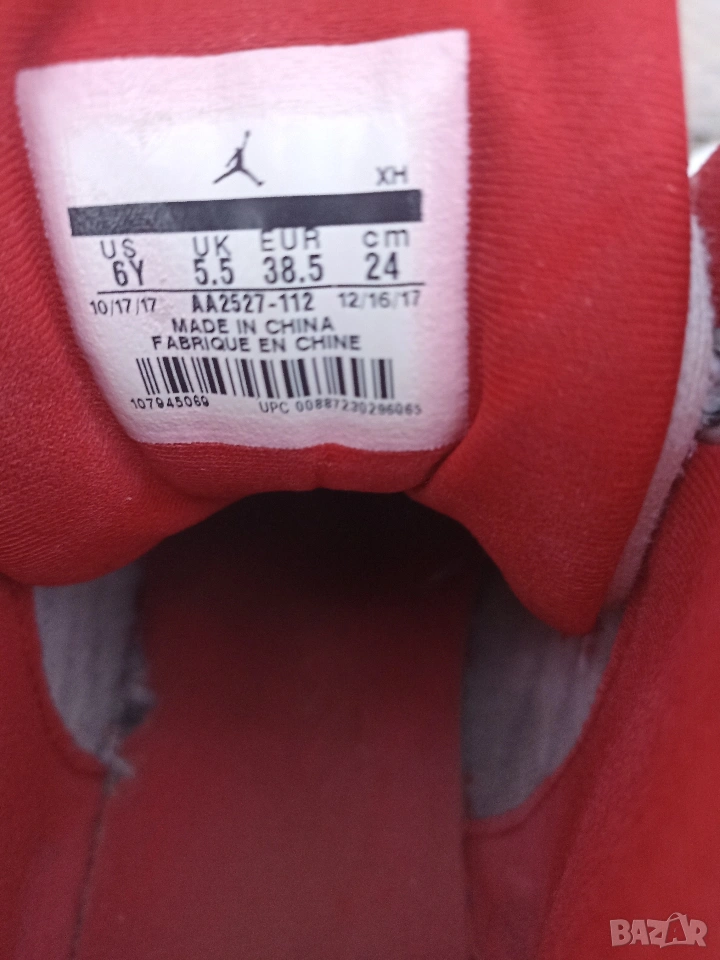 XH
US UK EUR cm
6Y 5.5 38.5 24
10/17/17 AA2527-112 12/16/17
MADE IN CHINA
FABRIQUE EN CHINE
107945069 UPC 00887230296065
BAZAR